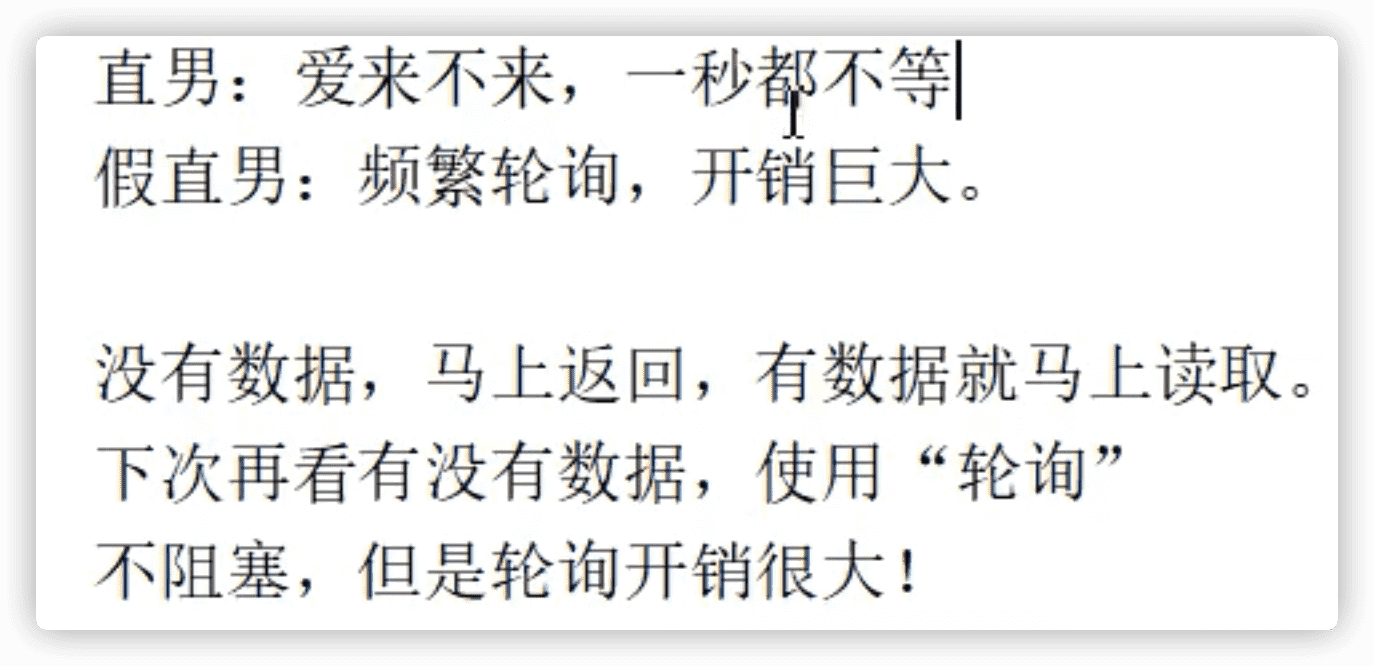 直男：爱来不来，一秒都不等
假直男：频繁轮询，开销巨大。
没有数据，马上返回，有数据就马上读取。
下次再看有没有数据，使用“轮询”
不阻塞，但是轮询开销很大！